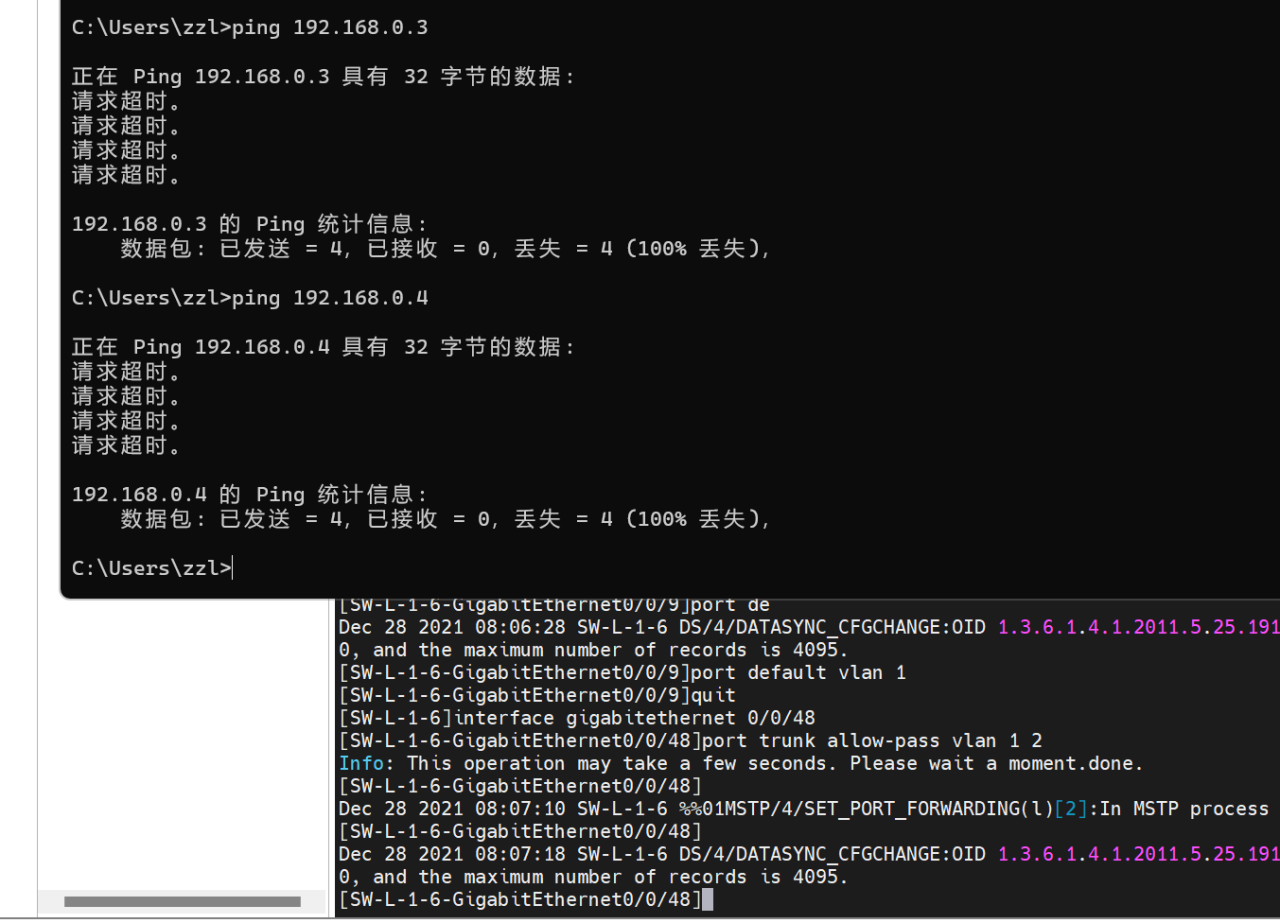 C:\Users\zzl>ping 192.168.0.3
正在 Ping 192.168.0.3 具有 32 字节的数据:
请求超时。
请求超时。
请求超时。
请求超时。
192.168.0.3 的 Ping 统计信息:
数据包: 已发送 = 4, 已接收 = 0, 丢失 = 4 (100% 丢失),
C:\Users\zzl>ping 192.168.0.4
正在 Ping 192.168.0.4 具有 32 字节的数据:
请求超时。
请求超时。
请求超时。
请求超时。
192.168.0.4 的 Ping 统计信息:
数据包: 已发送 = 4, 已接收 = 0, 丢失 = 4 (100% 丢失),
C:\Users\zzl>
[SW-L-1-6-GigabitEthernet0/0/9]port de
Dec 28 2021 08:06:28 SW-L-1-6 DS/4/DATASYNC_CFGCHANGE:OID 1.3.6.1.4.1.2011.5.25.191
0, and the maximum number of records is 4095.
[SW-L-1-6-GigabitEthernet0/0/9]port default vlan 1
[SW-L-1-6-GigabitEthernet0/0/9]quit
[SW-L-1-6]interface gigabitethernet 0/0/48
[SW-L-1-6-GigabitEthernet0/0/48]port trunk allow-pass vlan 1 2
Info: This operation may take a few seconds. Please wait a moment.done.
[SW-L-1-6-GigabitEthernet0/0/48]
Dec 28 2021 08:07:10 SW-L-1-6 %%01MSTP/4/SET_PORT_FORWARDING(l)[2]:In MSTP process
[SW-L-1-6-GigabitEthernet0/0/48]
Dec 28 2021 08:07:18 SW-L-1-6 DS/4/DATASYNC_CFGCHANGE:OID 1.3.6.1.4.1.2011.5.25.191
0, and the maximum number of records is 4095.
[SW-L-1-6-GigabitEthernet0/0/48]